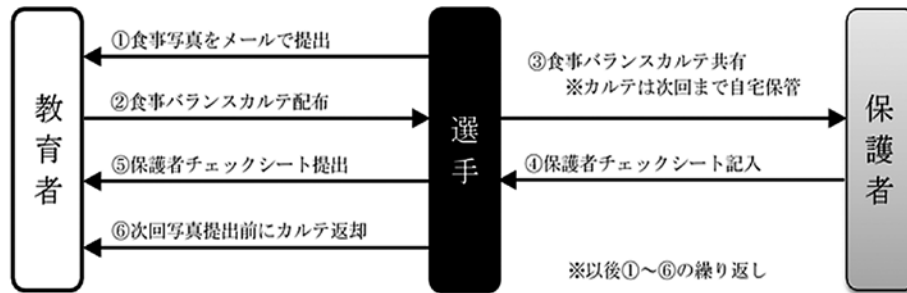 教育者
選手
保護者
①食事写真をメールで提出
②食事バランスカルテ配布
③食事バランスカルテ共有
※カルテは次回まで自宅保管
④保護者チェックシート記入
⑤保護者チェックシート提出
⑥次回写真提出前にカルテ返却
※以後①～⑥の繰り返し